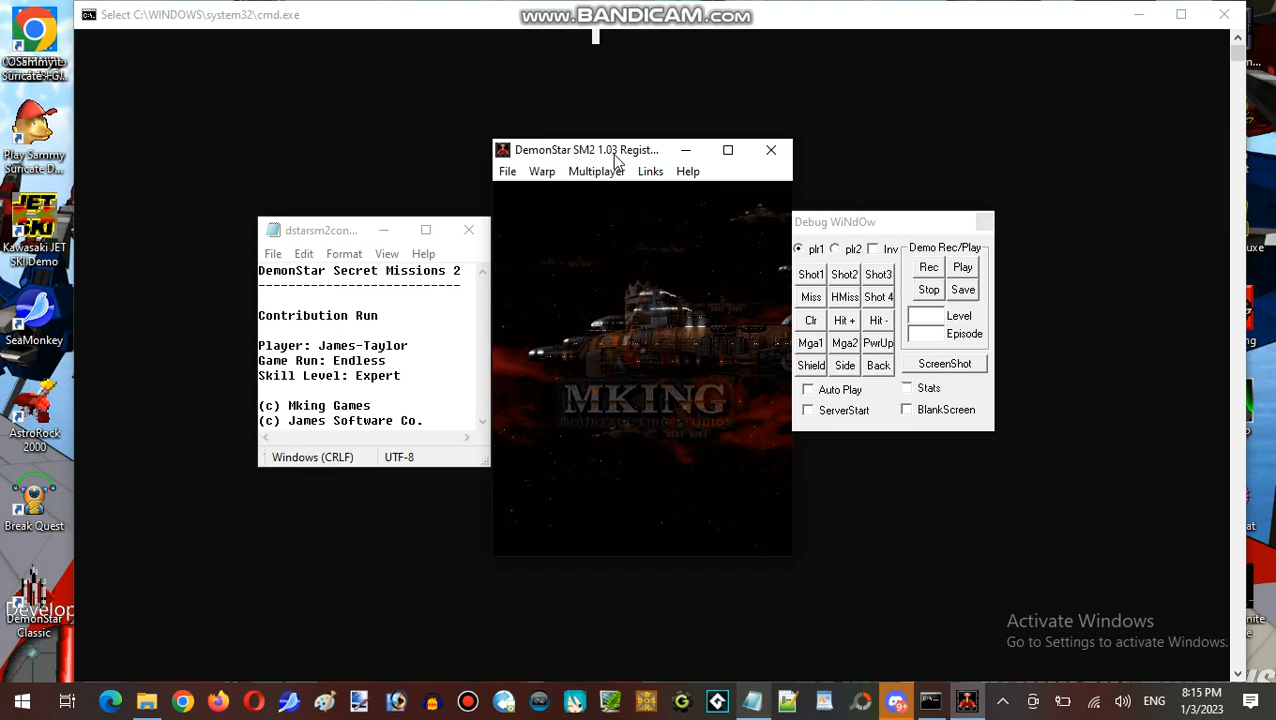 Select C:\WINDOWS\system32\cmd.exe
www.BANDICAM.com
Play Sammy
Suricate D...
JET
SKI
Kawasaki JET
SKI Demo
SeaMonkey
AstroRock
2000
Break Quest
Develop
DemonStar
Classic
dstarsm2con...
File Edit Format View Help
DemonStar Secret Missions 2
---------------------------
Contribution Run
Player: James-Taylor
Game Run: Endless
Skill Level: Expert
(c) Mking Games
(c) James Software Co.
Windows (CRLF) UTF-8
DemonStar SM2 1.03 Regist...
File Warp Multiplayer Links Help
MKING
MOUNTAIN KING STUDIOS
Debug WiNdOw
plr1 plr2 Inv
Demo Rec/Play
Shot1 Shot2 Shot3
Rec Play
Miss HMiss Shot 4
Stop Save
Clr Hit + Hit -
Level
Mga1 Mga2 PwrUp
Episode
Shield Side Back
ScreenShot
Auto Play
Stats
ServerStart
BlankScreen
Activate Windows
Go to Settings to activate Windows.
9+
ENG
8:15 PM
1/3/2023